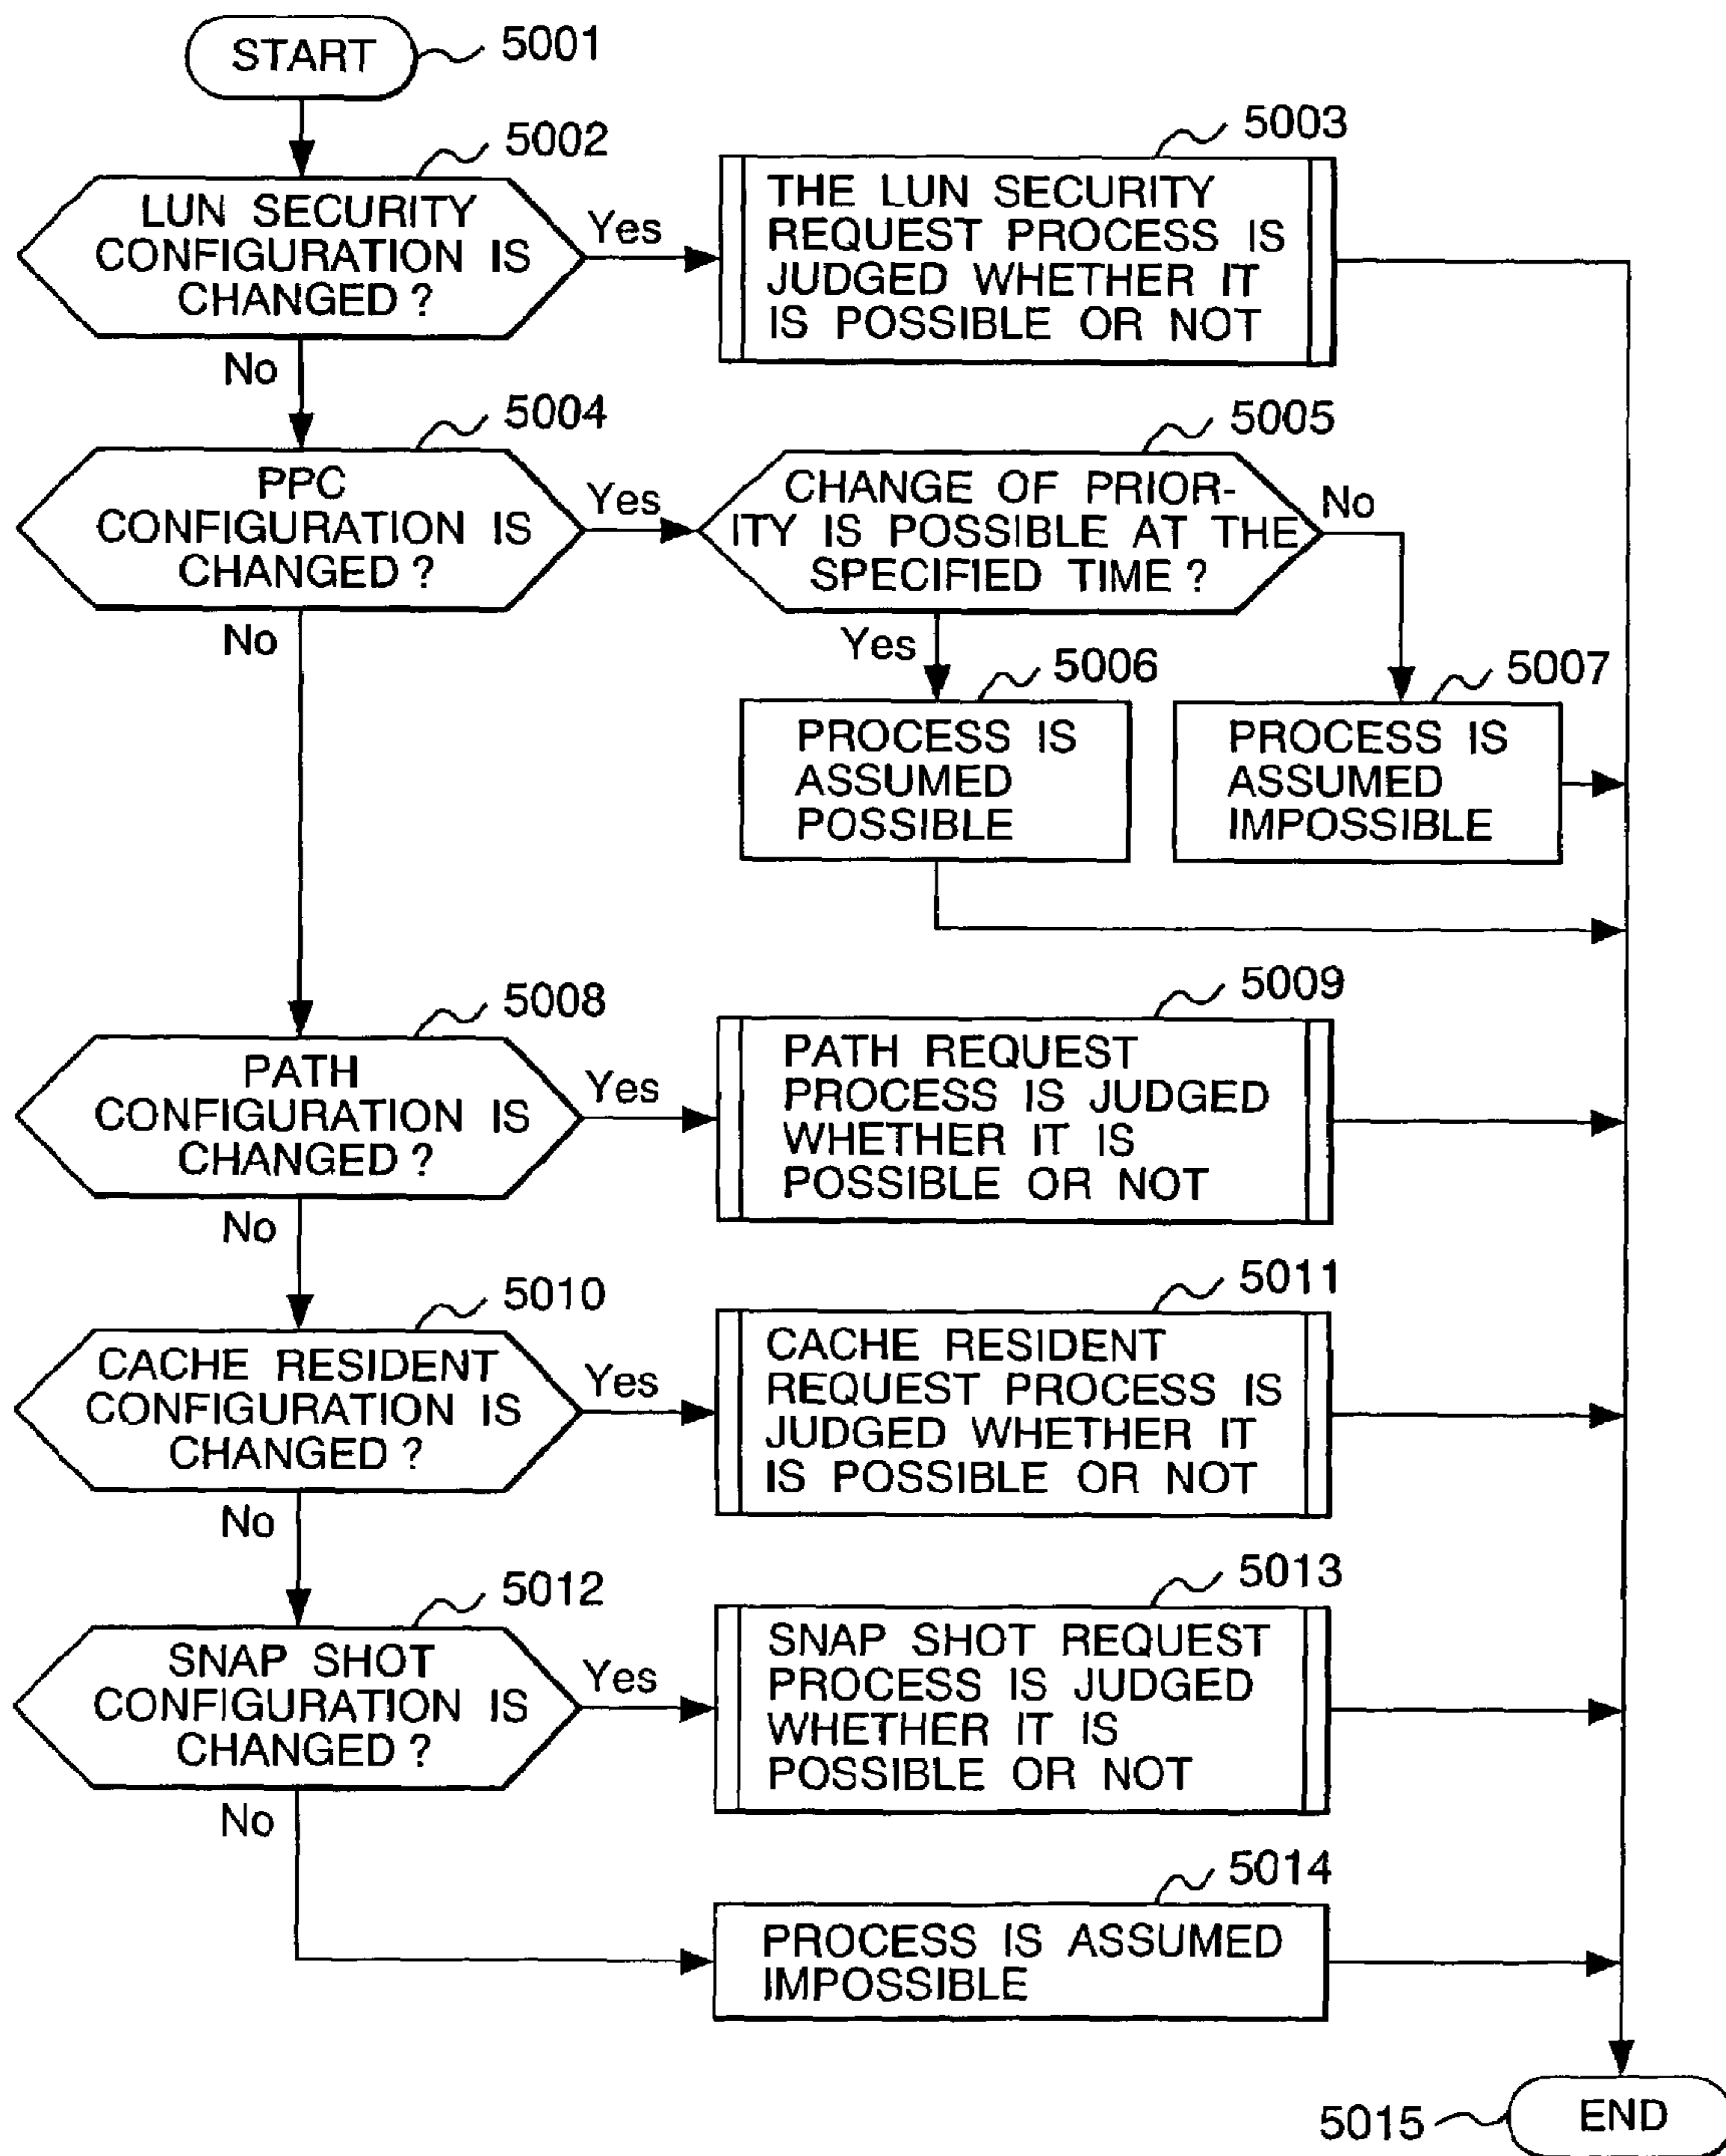 START
5001
5002
LUN SECURITY
CONFIGURATION IS
CHANGED ?
Yes
No
5003
THE LUN SECURITY
REQUEST PROCESS IS
JUDGED WHETHER IT
IS POSSIBLE OR NOT
5004
PPC
CONFIGURATION IS
CHANGED ?
Yes
No
5005
CHANGE OF PRIOR-
ITY IS POSSIBLE AT THE
SPECIFIED TIME ?
No
Yes
5006
PROCESS IS
ASSUMED
POSSIBLE
5007
PROCESS IS
ASSUMED
IMPOSSIBLE
5008
PATH
CONFIGURATION IS
CHANGED ?
Yes
No
5009
PATH REQUEST
PROCESS IS JUDGED
WHETHER IT IS
POSSIBLE OR NOT
5010
CACHE RESIDENT
CONFIGURATION IS
CHANGED ?
Yes
No
5011
CACHE RESIDENT
REQUEST PROCESS IS
JUDGED WHETHER IT
IS POSSIBLE OR NOT
5012
SNAP SHOT
CONFIGURATION IS
CHANGED ?
Yes
No
5013
SNAP SHOT REQUEST
PROCESS IS JUDGED
WHETHER IT IS
POSSIBLE OR NOT
5014
PROCESS IS ASSUMED
IMPOSSIBLE
5015
END